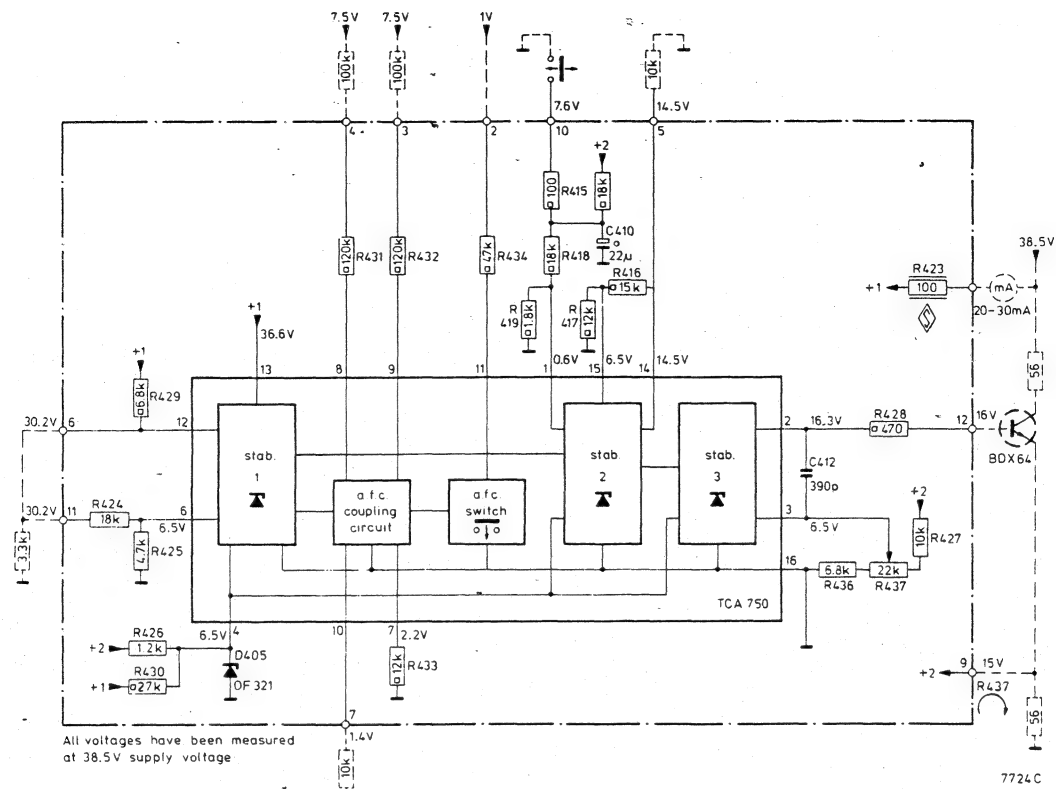 7.5V 7.5V 1V
100k 100k 10k
7.6V 14.5V
4 3 2 10 5
+2
100 R415 18k
C410
22µ
38.5V
120k R431 120k R432 47k R434 18k R418
R416
15k
R423
+1 100 mA
20-30mA
R
419 1.8k
R
417 12k
+1
36.6V
0.6V 6.5V 14.5V
13 8 9 11 1 15 14
56
+1
6.8k R429
30.2V 6 12
2 16.3V R428
470 12 16V
BDX64
stab.
1
stab.
2
stab.
3
C412
390p
a.f.c.
coupling
circuit
a.f.c.
switch
30.2V 11 R424
18k 6
6.5V
3 6.5V
+2
10k R427
3.3k
4.7k R425
16
6.8k
R436
22k
R437
TCA 750
6.5V 4 10 7 2.2V
R426
+2 1.2k
R430
+1 27k
D405
OF321
12k R433
+2 9 15V
R437
56
7
1.4V
10k
All voltages have been measured
at 38.5V supply voltage
7724C